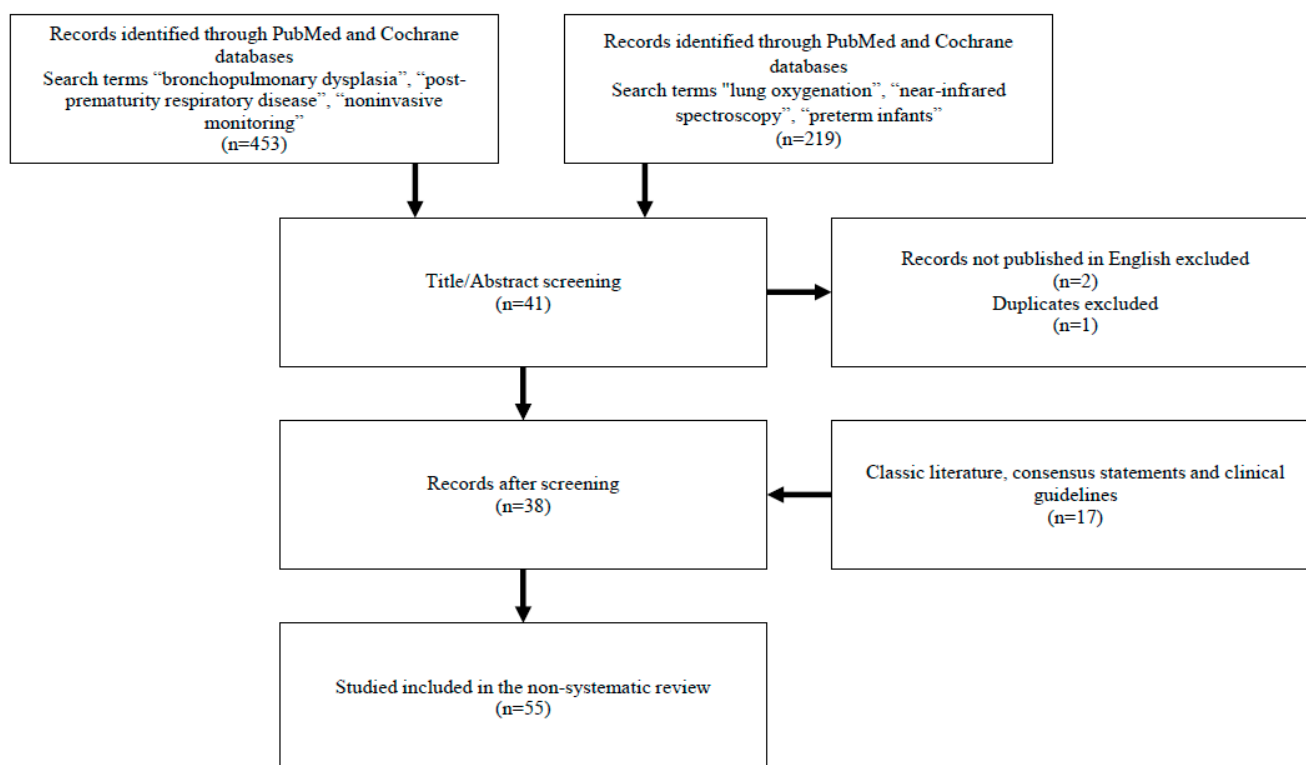 Records identified through PubMed and Cochrane
databases
Search terms “bronchopulmonary dysplasia”, “post-
prematurity respiratory disease”, “noninvasive
monitoring”
(n=453)
Records identified through PubMed and Cochrane
databases
Search terms "lung oxygenation”, “near-infrared
spectroscopy”, “preterm infants”
(n=219)
Title/Abstract screening
(n=41)
Records not published in English excluded
(n=2)
Duplicates excluded
(n=1)
Records after screening
(n=38)
Classic literature, consensus statements and clinical
guidelines
(n=17)
Studied included in the non-systematic review
(n=55)